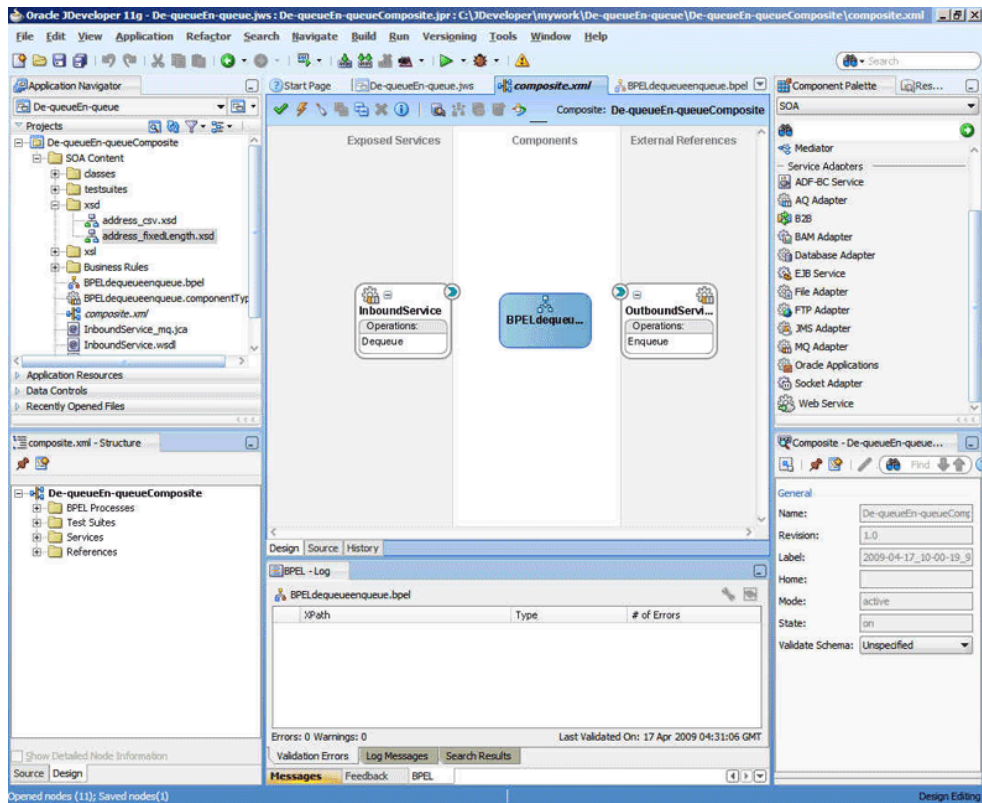 Oracle JDeveloper 11g - De-queueEn-queue.jws : De-queueEn-queueComposite.jpr : C:\JDeveloper\mywork\De-queueEn-queue\De-queueEn-queueComposite\composite.xml
File Edit View Application Refactor Search Navigate Build Run Versioning Tools Window Help
Search
Application Navigator
De-queueEn-queue
Projects
De-queueEn-queueComposite
SOA Content
classes
testsuites
xsd
address_csv.xsd
address_fixedLength.xsd
xsl
Business Rules
BPELdequeueenqueue.bpel
BPELdequeueenqueue.componentTyp
composite.xml
InboundService_mq.jca
InboundService.wsdl
Application Resources
Data Controls
Recently Opened Files
composite.xml - Structure
De-queueEn-queueComposite
BPEL Processes
Test Suites
Services
References
Show Detailed Node Information
Source Design
Start Page De-queueEn-queue.jws composite.xml BPELdequeueenqueue.bpel
Composite: De-queueEn-queueComposite
Exposed Services Components External References
InboundService
Operations:
Dequeue
BPELdequeu...
OutboundServi...
Operations:
Enqueue
Design Source History
BPEL - Log
BPELdequeueenqueue.bpel
XPath Type # of Errors
Errors: 0 Warnings: 0 Last Validated On: 17 Apr 2009 04:31:06 GMT
Validation Errors Log Messages Search Results
Messages Feedback BPEL
Component Palette Res...
SOA
Mediator
Service Adapters
ADF-BC Service
AQ Adapter
B2B
BAM Adapter
Database Adapter
EJB Service
File Adapter
FTP Adapter
JMS Adapter
MQ Adapter
Oracle Applications
Socket Adapter
Web Service
Composite - De-queueEn-queue...
Find
General
Name: De-queueEn-queueComp
Revision: 1.0
Label: 2009-04-17_10-00-19_9
Home:
Mode: active
State: on
Validate Schema: Unspecified
Opened nodes (11); Saved nodes(1) Design Editing